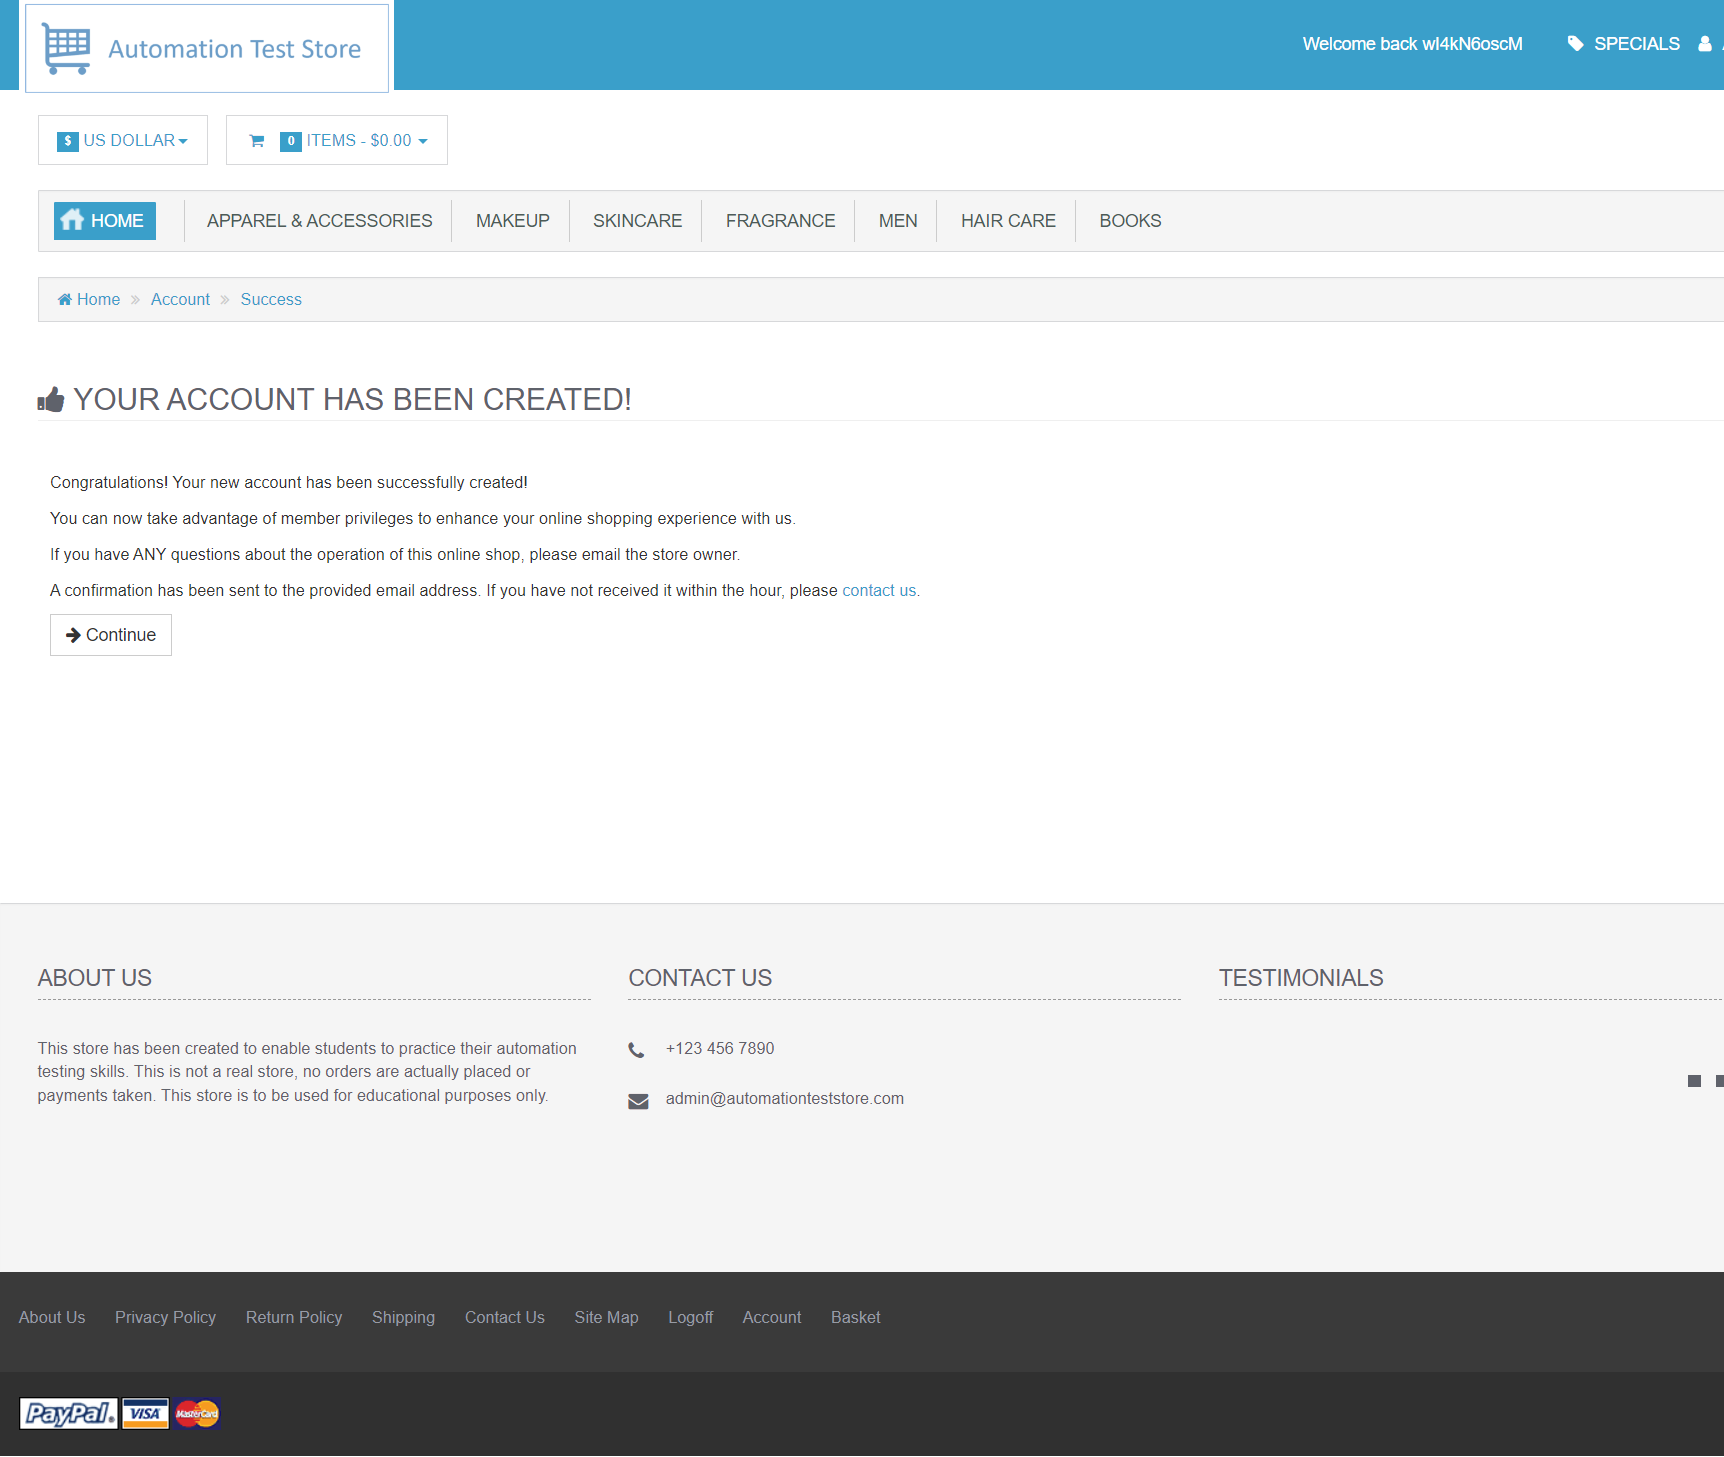 Automation Test Store
Welcome back wI4kN6oscM
SPECIALS
$ US DOLLAR
0 ITEMS - $0.00
HOME
APPAREL & ACCESSORIES
MAKEUP
SKINCARE
FRAGRANCE
MEN
HAIR CARE
BOOKS
Home » Account » Success
YOUR ACCOUNT HAS BEEN CREATED!
Congratulations! Your new account has been successfully created!
You can now take advantage of member privileges to enhance your online shopping experience with us.
If you have ANY questions about the operation of this online shop, please email the store owner.
A confirmation has been sent to the provided email address. If you have not received it within the hour, please contact us.
Continue
ABOUT US
This store has been created to enable students to practice their automation
testing skills. This is not a real store, no orders are actually placed or
payments taken. This store is to be used for educational purposes only.
CONTACT US
+123 456 7890
admin@automationteststore.com
TESTIMONIALS
About Us
Privacy Policy
Return Policy
Shipping
Contact Us
Site Map
Logoff
Account
Basket
PayPal
VISA
MasterCard